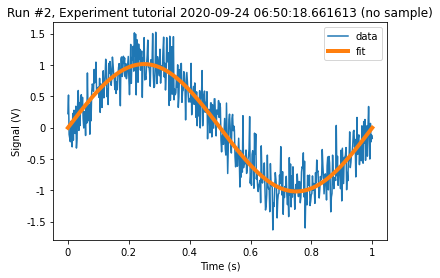 Run #2, Experiment tutorial 2020-09-24 06:50:18.661613 (no sample)
data
fit
1.5
1
0.5
0
-0.5
-1
-1.5
Signal (V)
0
0.2
0.4
0.6
0.8
1
Time (s)